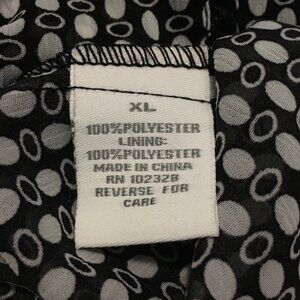 XL
100%POLYESTER
LINING:
100%POLYESTER
MADE IN CHINA
RN 102328
REVERSE FOR
CARE